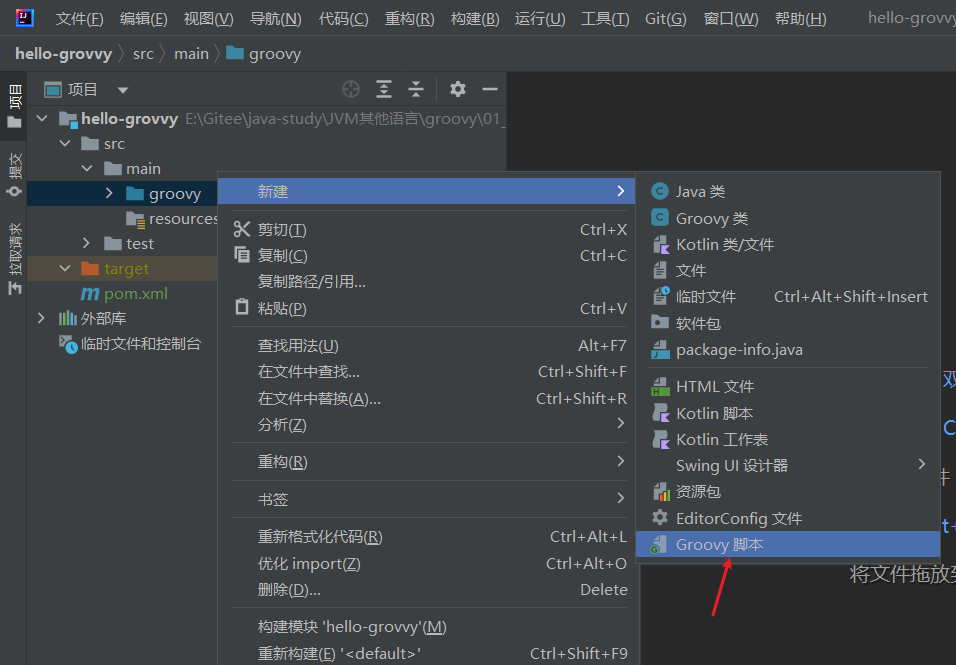 文件(F) 编辑(E) 视图(V) 导航(N) 代码(C) 重构(R) 构建(B) 运行(U) 工具(T) Git(G) 窗口(W) 帮助(H) hello-grovvy
hello-grovvy src main groovy
项目
项目
提交
拉取请求
hello-grovvy E:\Gitee\java-study\JVM其他语言\groovy\01_
src
main
groovy
resources
test
target
pom.xml
外部库
临时文件和控制台
新建
剪切(T) Ctrl+X
复制(C) Ctrl+C
复制路径/引用...
粘贴(P) Ctrl+V
查找用法(U) Alt+F7
在文件中查找... Ctrl+Shift+F
在文件中替换(A)... Ctrl+Shift+R
分析(Z)
重构(R)
书签
重新格式化代码(R) Ctrl+Alt+L
优化 import(Z) Ctrl+Alt+O
删除(D)... Delete
构建模块 'hello-grovvy'(M)
重新构建(E) '<default>' Ctrl+Shift+F9
Java 类
Groovy 类
Kotlin 类/文件
文件
临时文件 Ctrl+Alt+Shift+Insert
软件包
package-info.java
HTML 文件
Kotlin 脚本
Kotlin 工作表
Swing UI 设计器
资源包
EditorConfig 文件
Groovy 脚本
双
C
件
t+
将文件拖放到